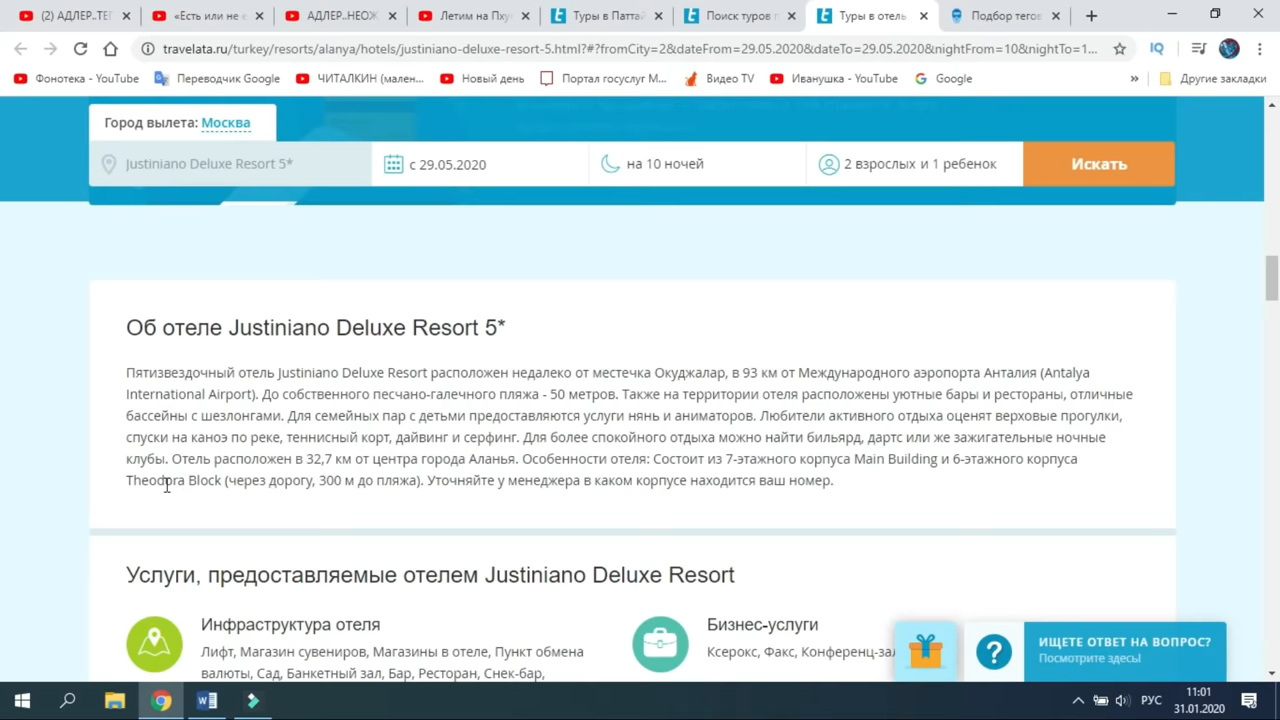 (2) АДЛЕР..ТЕГ
«Есть или не е
АДЛЕР..НЕОЖ
Летим на Пху
Туры в Паттай
Поиск туров п
Туры в отель
Подбор тегов
travelata.ru/turkey/resorts/alanya/hotels/justiniano-deluxe-resort-5.html?#?fromCity=2&dateFrom=29.05.2020&dateTo=29.05.2020&nightFrom=10&nightTo=1...
IQ
Фонотека - YouTube
Переводчик Google
ЧИТАЛКИН (мален...
Новый день
Портал госуслуг М...
Видео TV
Иванушка - YouTube
Google
»
Другие закладки
Город вылета: Москва
Justiniano Deluxe Resort 5*
с 29.05.2020
на 10 ночей
2 взрослых и 1 ребенок
Искать
Об отеле Justiniano Deluxe Resort 5*
Пятизвездочный отель Justiniano Deluxe Resort расположен недалеко от местечка Окуджалар, в 93 км от Международного аэропорта Анталия (Antalya
International Airport). До собственного песчано-галечного пляжа - 50 метров. Также на территории отеля расположены уютные бары и рестораны, отличные
бассейны с шезлонгами. Для семейных пар с детьми предоставляются услуги нянь и аниматоров. Любители активного отдыха оценят верховые прогулки,
спуски на каноэ по реке, теннисный корт, дайвинг и серфинг. Для более спокойного отдыха можно найти бильярд, дартс или же зажигательные ночные
клубы. Отель расположен в 32,7 км от центра города Аланья. Особенности отеля: Состоит из 7-этажного корпуса Main Building и 6-этажного корпуса
Theodora Block (через дорогу, 300 м до пляжа). Уточняйте у менеджера в каком корпусе находится ваш номер.
Услуги, предоставляемые отелем Justiniano Deluxe Resort
Инфраструктура отеля
Лифт, Магазин сувениров, Магазины в отеле, Пункт обмена
валюты, Сад, Банкетный зал, Бар, Ресторан, Снек-бар,
Бизнес-услуги
Ксерокс, Факс, Конференц-зал
ИЩЕТЕ ОТВЕТ НА ВОПРОС?
Посмотрите здесь!
РУС
11:01
31.01.2020